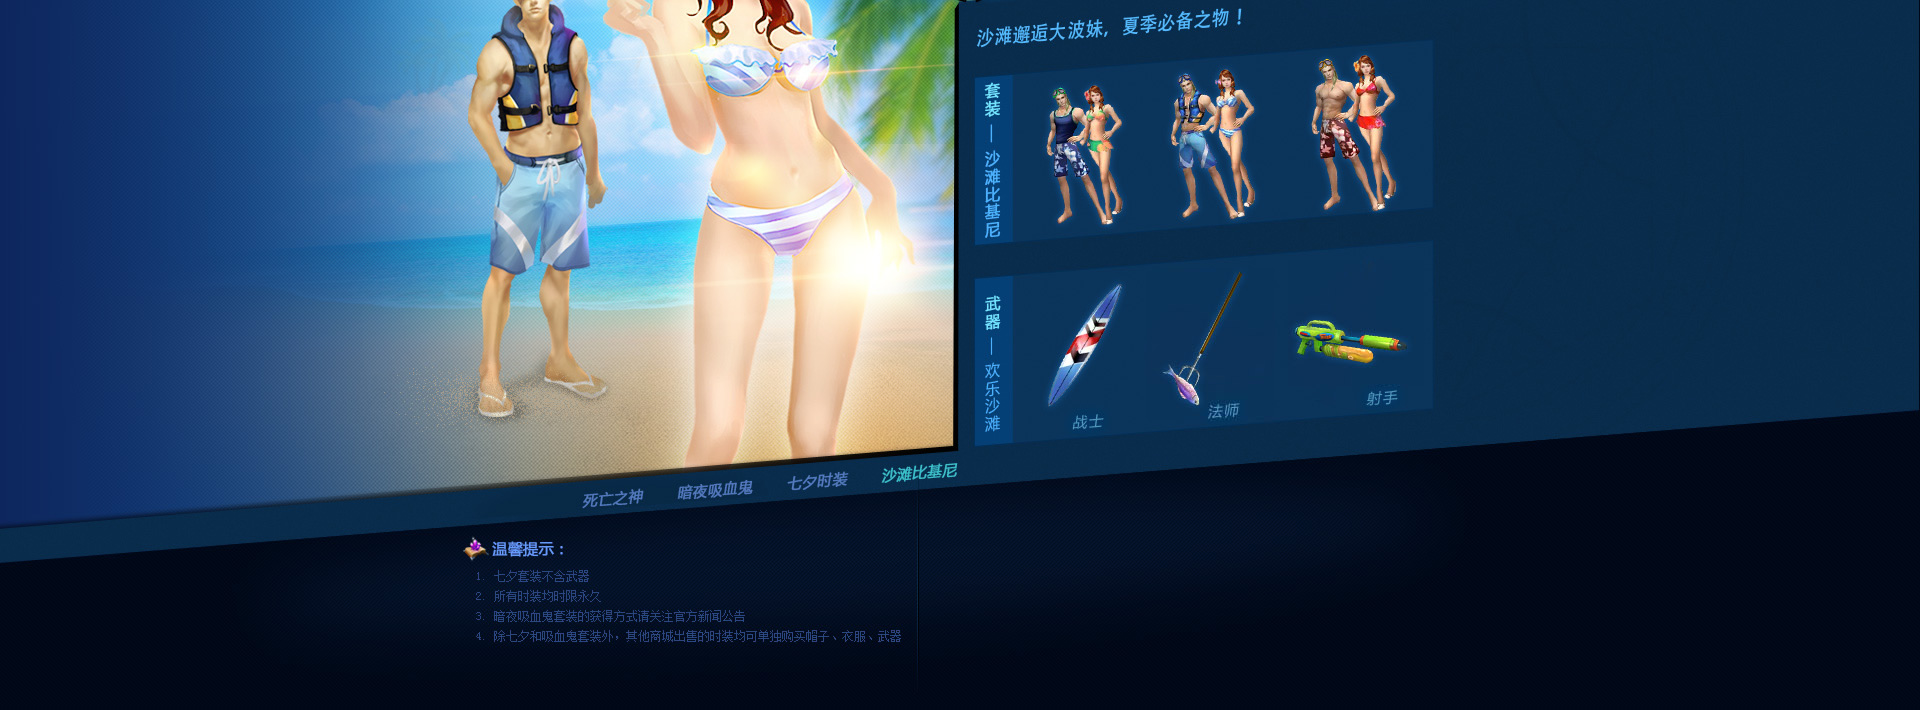 沙滩邂逅大波妹，夏季必备之物！
套装—沙滩比基尼
武器—欢乐沙滩
战士
法师
射手
死亡之神
暗夜吸血鬼
七夕时装
沙滩比基尼
温馨提示：
1. 七夕套装不含武器
2. 所有时装均时限永久
3. 暗夜吸血鬼套装的获得方式请关注官方新闻公告
4. 除七夕和吸血鬼套装外，其他商城出售的时装均可单独购买帽子、衣服、武器